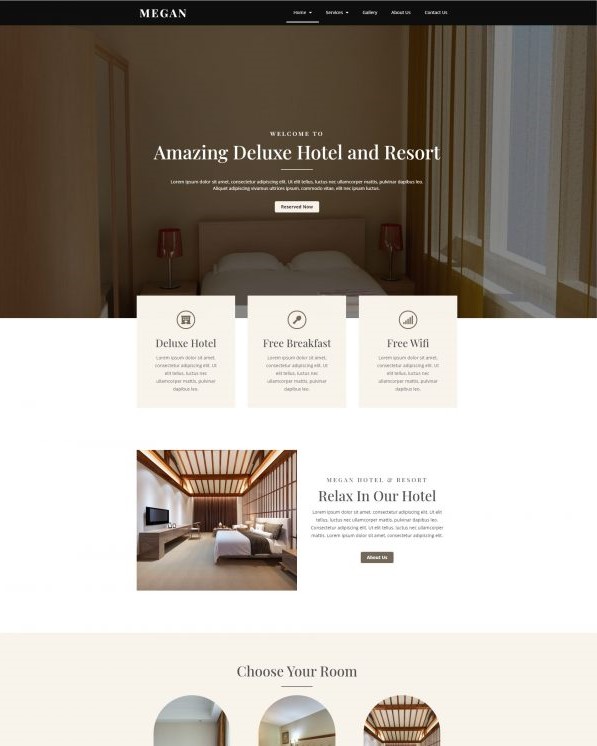 MEGAN
Home Services Gallery About Us Contact Us
WELCOME TO
Amazing Deluxe Hotel and Resort
Lorem ipsum dolor sit amet, consectetur adipiscing elit. Ut elit tellus, luctus nec ullamcorper mattis, pulvinar dapibus leo.
Aliquet adipiscing vivamus ultrices ipsum, commodo vitae, elit nec ipsum luctus.
Reserved Now
Deluxe Hotel
Lorem ipsum dolor sit amet,
consectetur adipiscing elit. Ut
elit tellus, luctus nec
ullamcorper mattis, pulvinar
dapibus leo.
Free Breakfast
Lorem ipsum dolor sit amet,
consectetur adipiscing elit. Ut
elit tellus, luctus nec
ullamcorper mattis, pulvinar
dapibus leo.
Free Wifi
Lorem ipsum dolor sit amet,
consectetur adipiscing elit. Ut
elit tellus, luctus nec
ullamcorper mattis, pulvinar
dapibus leo.
MEGAN HOTEL & RESORT
Relax In Our Hotel
Lorem ipsum dolor sit amet, consectetur adipiscing elit. Ut elit
tellus, luctus nec ullamcorper mattis, pulvinar dapibus leo.
Consectetur adipiscing elit. Ut elit tellus, luctus nec ullamcorper
mattis. Lorem ipsum dolor sit amet, consectetur adipiscing elit.
About Us
Choose Your Room